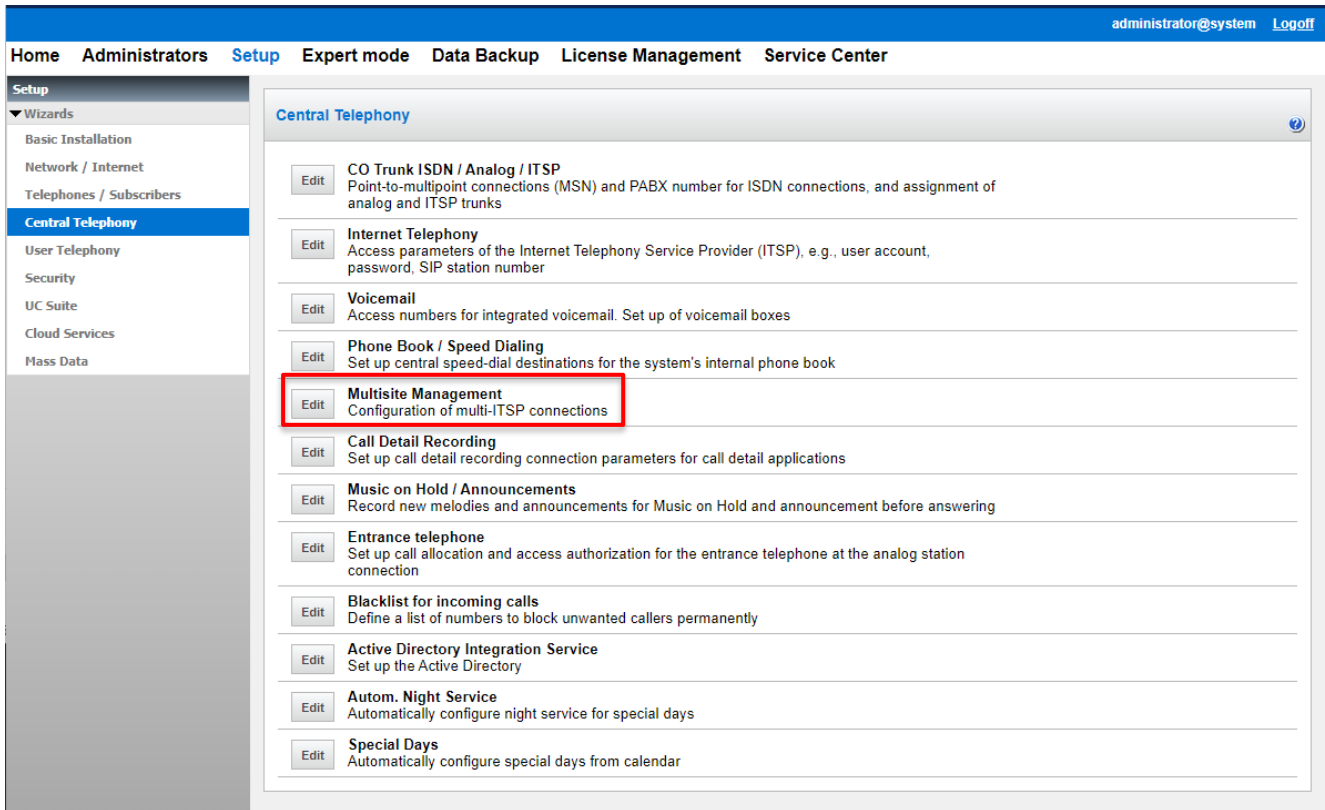 administrator@system Logoff
Home Administrators Setup Expert mode Data Backup License Management Service Center
Setup
Wizards
Basic Installation
Network / Internet
Telephones / Subscribers
Central Telephony
User Telephony
Security
UC Suite
Cloud Services
Mass Data
Central Telephony
?
Edit
CO Trunk ISDN / Analog / ITSP
Point-to-multipoint connections (MSN) and PABX number for ISDN connections, and assignment of
analog and ITSP trunks
Edit
Internet Telephony
Access parameters of the Internet Telephony Service Provider (ITSP), e.g., user account,
password, SIP station number
Edit
Voicemail
Access numbers for integrated voicemail. Set up of voicemail boxes
Edit
Phone Book / Speed Dialing
Set up central speed-dial destinations for the system's internal phone book
Edit
Multisite Management
Configuration of multi-ITSP connections
Edit
Call Detail Recording
Set up call detail recording connection parameters for call detail applications
Edit
Music on Hold / Announcements
Record new melodies and announcements for Music on Hold and announcement before answering
Edit
Entrance telephone
Set up call allocation and access authorization for the entrance telephone at the analog station
connection
Edit
Blacklist for incoming calls
Define a list of numbers to block unwanted callers permanently
Edit
Active Directory Integration Service
Set up the Active Directory
Edit
Autom. Night Service
Automatically configure night service for special days
Edit
Special Days
Automatically configure special days from calendar